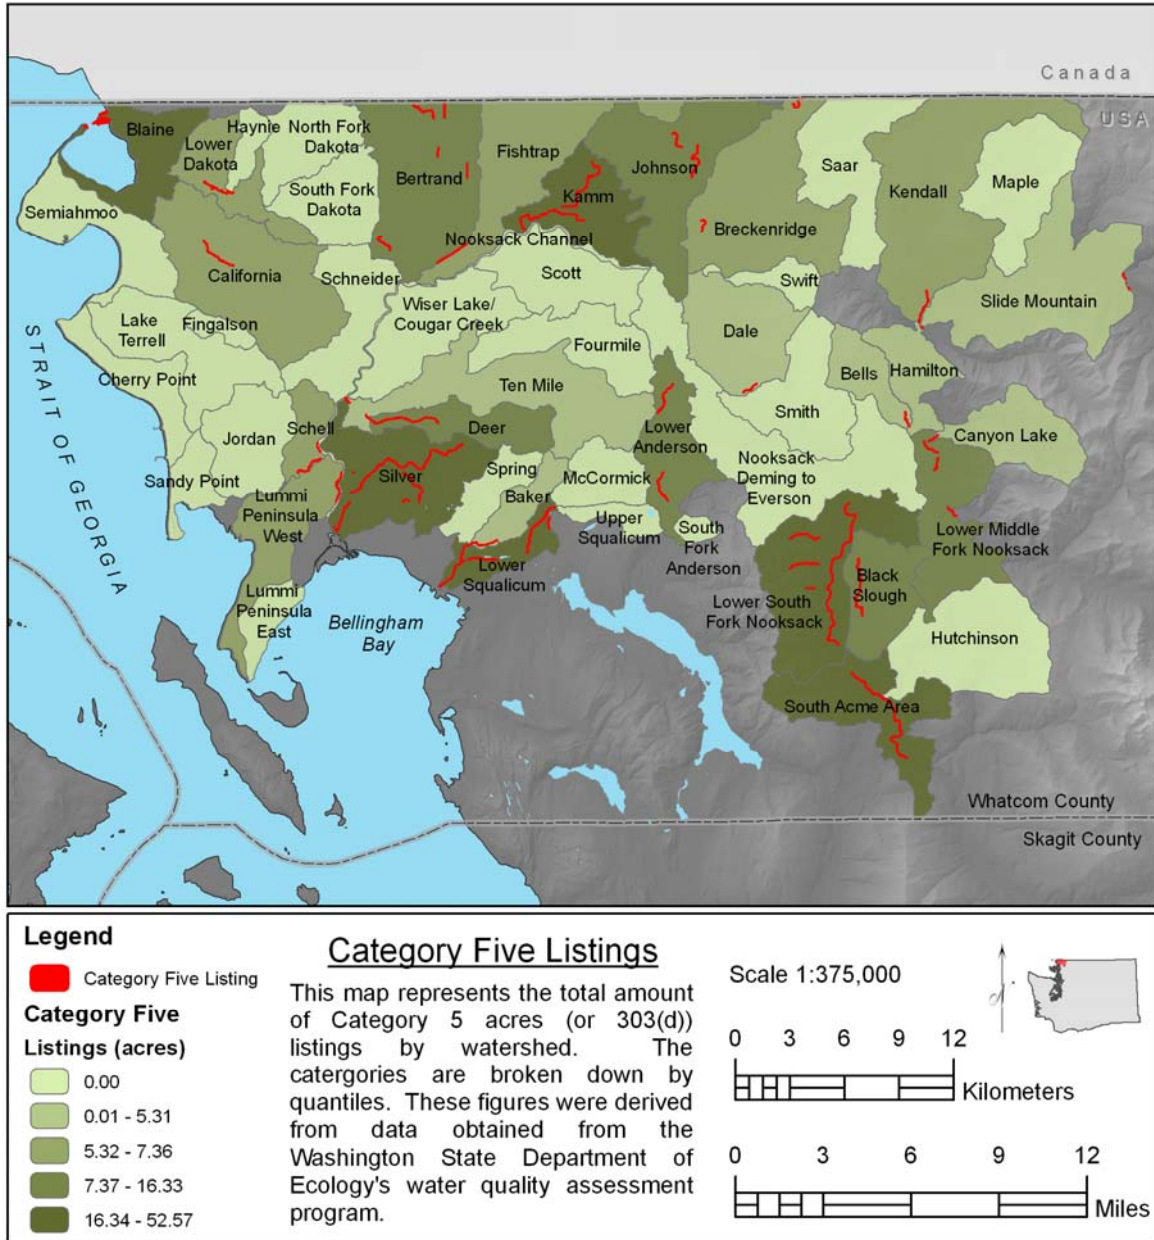 Canada
USA
Blaine
Lower
Dakota
Haynie
North Fork
Dakota
South Fork
Dakota
Bertrand
Fishtrap
Kamm
Johnson
Saar
Kendall
Maple
Semiahmoo
California
Schneider
Nooksack Channel
Breckenridge
Scott
Swift
Slide Mountain
Lake
Terrell
Fingalson
Wiser Lake/
Cougar Creek
Fourmile
Dale
Bells
Hamilton
Cherry Point
Ten Mile
Smith
Jordan
Schell
Deer
Lower
Anderson
Canyon Lake
Sandy Point
Silver
Spring
Baker
McCormick
Nooksack
Deming to
Everson
Lummi
Peninsula
West
Upper
Squalicum
South
Fork
Anderson
Lower Middle
Fork Nooksack
Lower
Squalicum
Black
Slough
Lower South
Fork Nooksack
Lummi
Peninsula
East
Hutchinson
STRAIT OF GEORGIA
Bellingham
Bay
South Acme Area
Whatcom County
Skagit County
Legend
Category Five Listing
Category Five
Listings (acres)
0.00
0.01 - 5.31
5.32 - 7.36
7.37 - 16.33
16.34 - 52.57
Category Five Listings
This map represents the total amount
of Category 5 acres (or 303(d))
listings by watershed. The
catergories are broken down by
quantiles. These figures were derived
from data obtained from the
Washington State Department of
Ecology's water quality assessment
program.
Scale 1:375,000
0 3 6 9 12
Kilometers
0 3 6 9 12
Miles